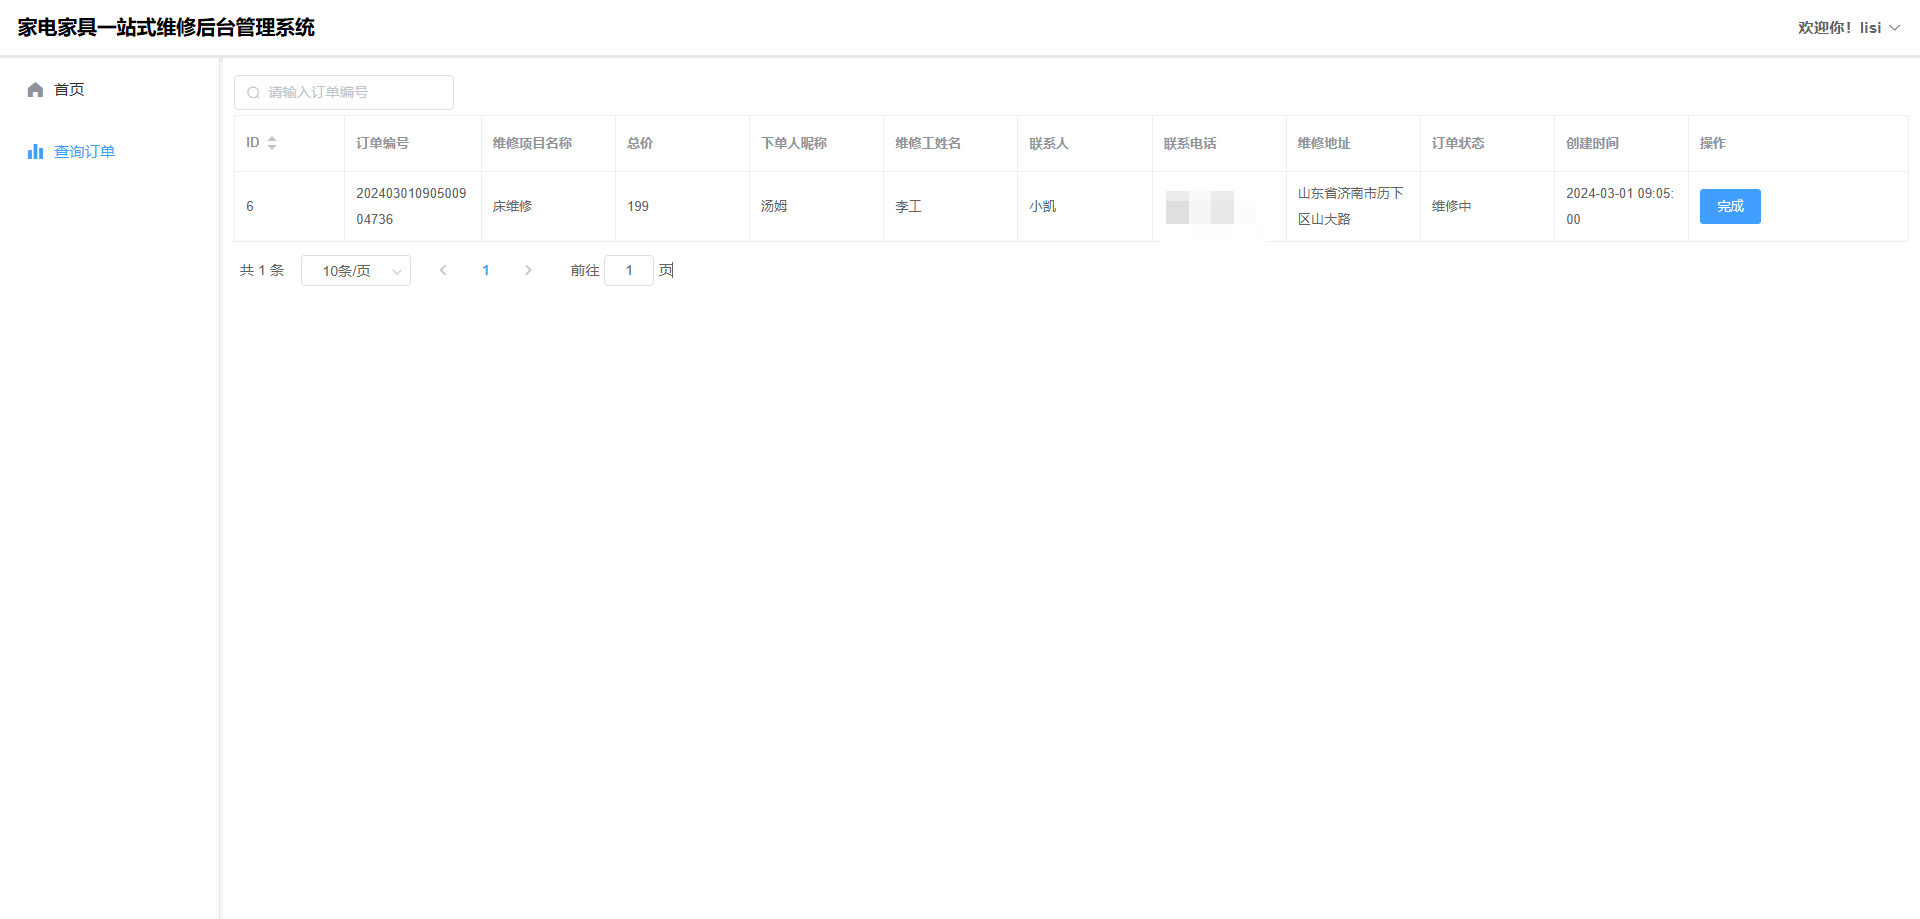 家电家具一站式维修后台管理系统
欢迎你！lisi
首页
查询订单
请输入订单编号
ID 订单编号 维修项目名称 总价 下单人昵称 维修工姓名 联系人 联系电话 维修地址 订单状态 创建时间 操作
6 202403010905009 床维修 199 汤姆 李工 小凯 山东省济南市历下 维修中 2024-03-01 09:05: 完成
04736 区山大路 00
共 1 条 10条/页 1 前往 1 页